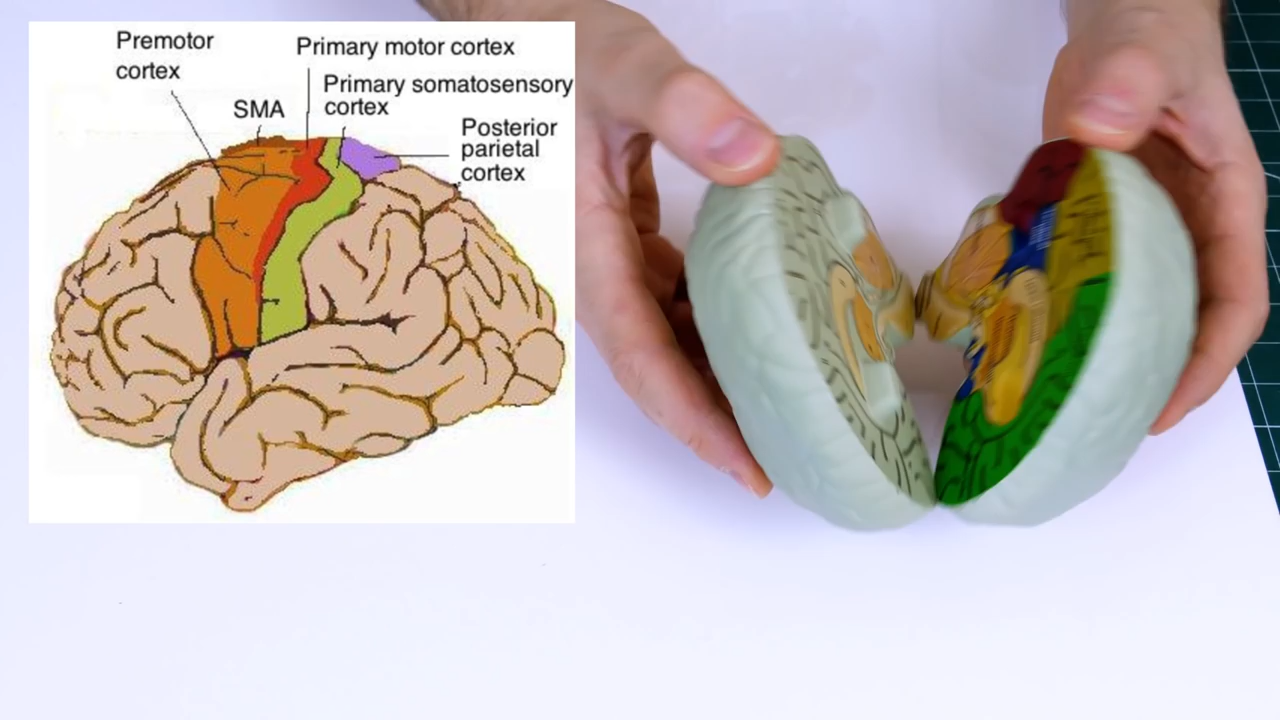 Premotor
cortex
Primary motor cortex
SMA
Primary somatosensory
cortex
Posterior
parietal
cortex